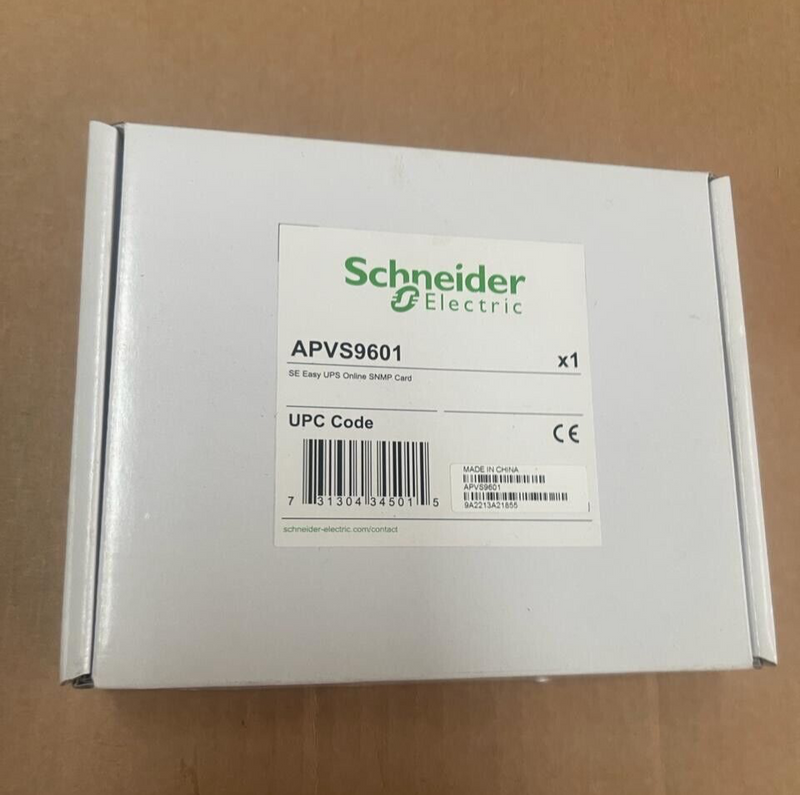 Schneider
Electric
APVS9601
x1
SE Easy UPS Online SNMP Card
UPC Code
CE
7 31304 34501 5
MADE IN CHINA
APVS9601
9A2213A21855
schneider-electric.com/contact